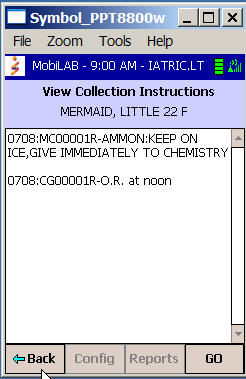 Symbol_PPT8800w
File Zoom Tools Help
MobiLAB - 9:00 AM - IATRIC.LT
View Collection Instructions
MERMAID, LITTLE 22 F
0708:MC00001R-AMMON:KEEP ON
ICE,GIVE IMMEDIATELY TO CHEMISTRY
0708:CG00001R-O.R. at noon
Back Config Reports GO